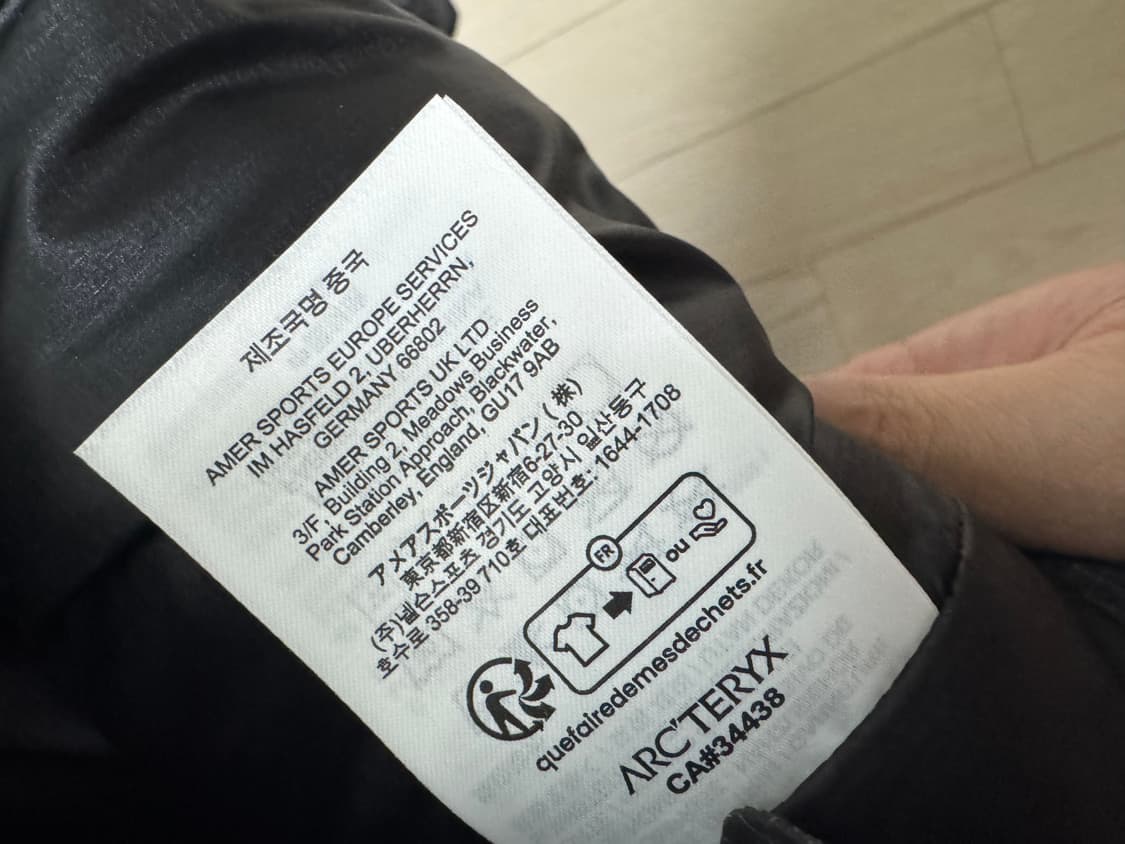 제조국명 중국
AMER SPORTS EUROPE SERVICES
IM HASFELD 2, UBERHERRN,
GERMANY 66802
AMER SPORTS UK LTD
3/F, Building 2, Meadows Business
Park Station Approach, Blackwater,
Camberley, England, GU17 9AB
アメアスポーツジャパン(株)
東京都新宿区新宿6-27-30
(주)넬슨스포츠 경기도 고양시 일산동구
호수로 358-39 710호 대표번호: 1644-1708
FR
ou
quefairedemesdechets.fr
ARC'TERYX
CA#34438